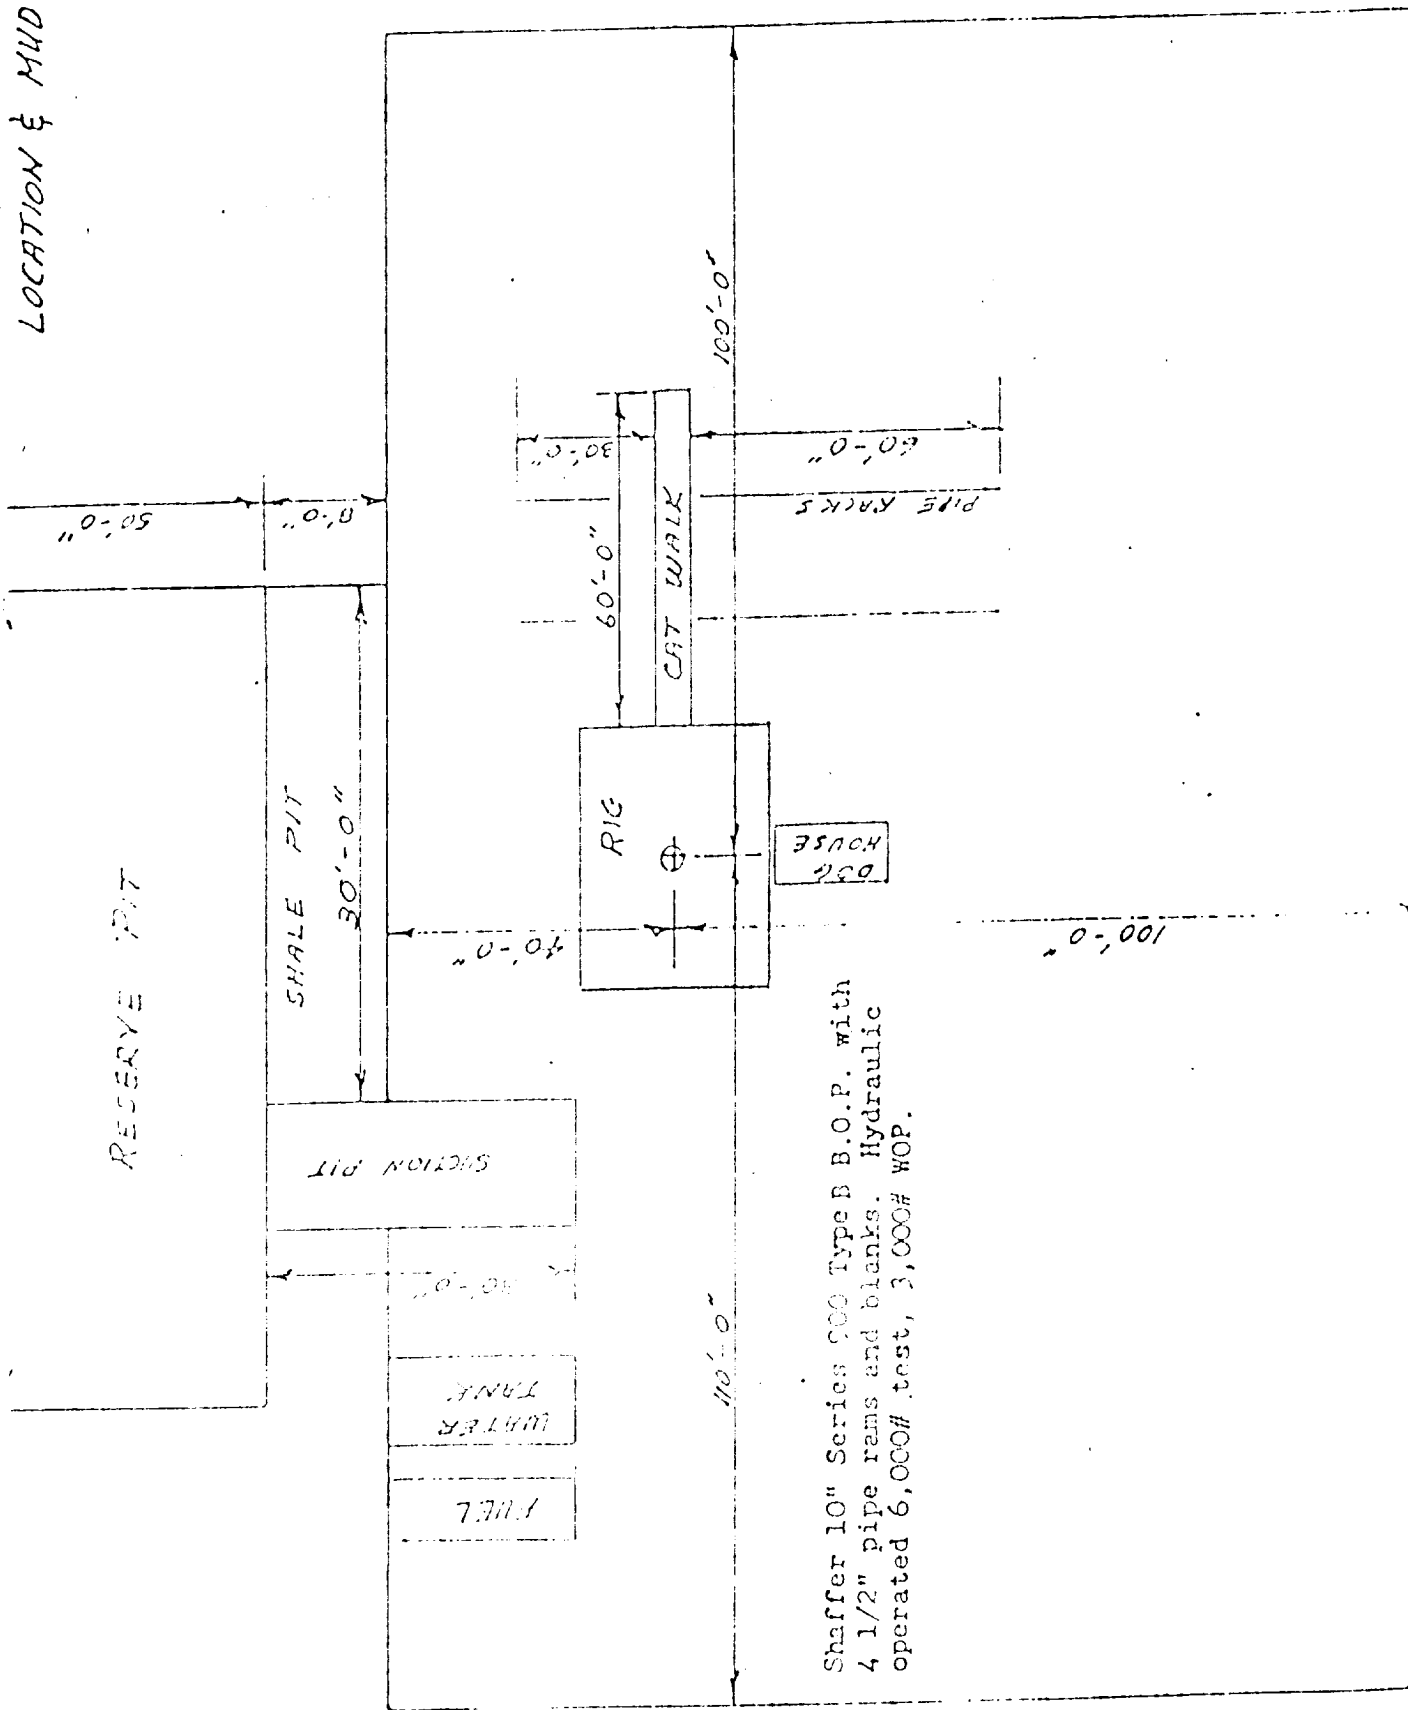 LOCATION & MUD
50'-0"
8'-0"
RESERVE PIT
SHALE PIT
30'-0"
SUCTION PIT
WATER
TANK
FUEL
30'-0"
60'-0"
CAT WALK
60'-0"
PIPE RACKS
100'-0"
RIG
DOG
HOUSE
40'-0"
100'-0"
110'-0"
Shaffer 10" Series 900 Type B B.O.P. with
4 1/2" pipe rams and blanks. Hydraulic
operated 6,000# test, 3,000# WOP.